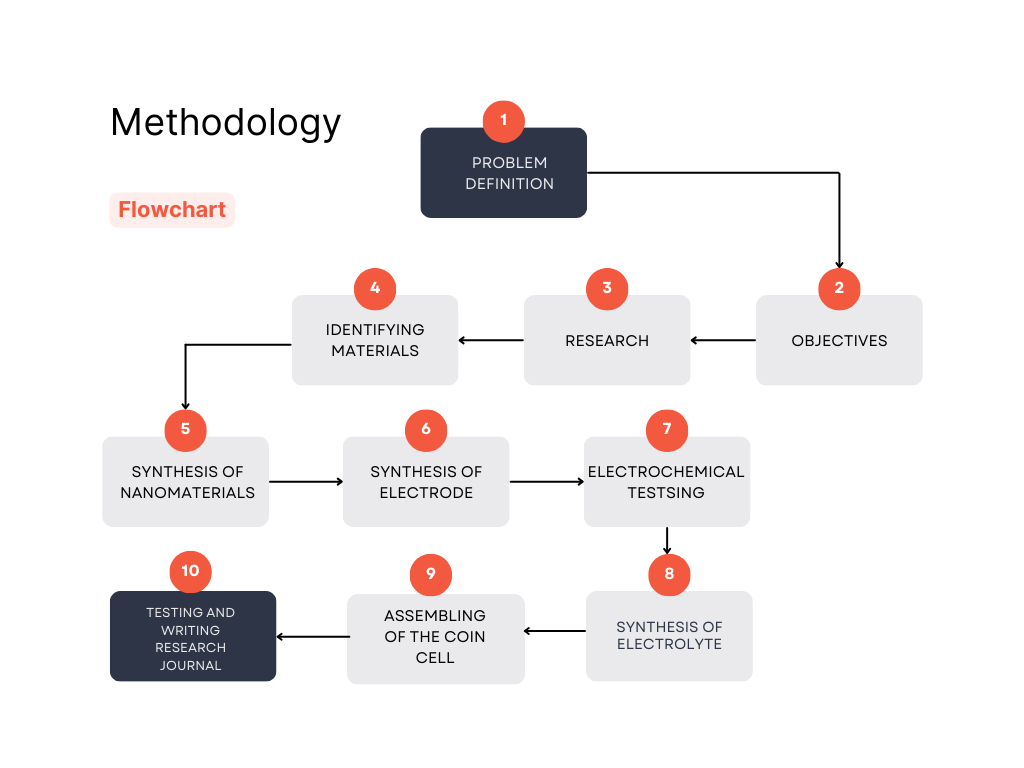 Methodology
Flowchart
1
PROBLEM
DEFINITION
2
OBJECTIVES
3
RESEARCH
4
IDENTIFYING
MATERIALS
5
SYNTHESIS OF
NANOMATERIALS
6
SYNTHESIS OF
ELECTRODE
7
ELECTROCHEMICAL
TESTSING
8
SYNTHESIS OF
ELECTROLYTE
9
ASSEMBLING
OF THE COIN
CELL
10
TESTING AND
WRITING
RESEARCH
JOURNAL